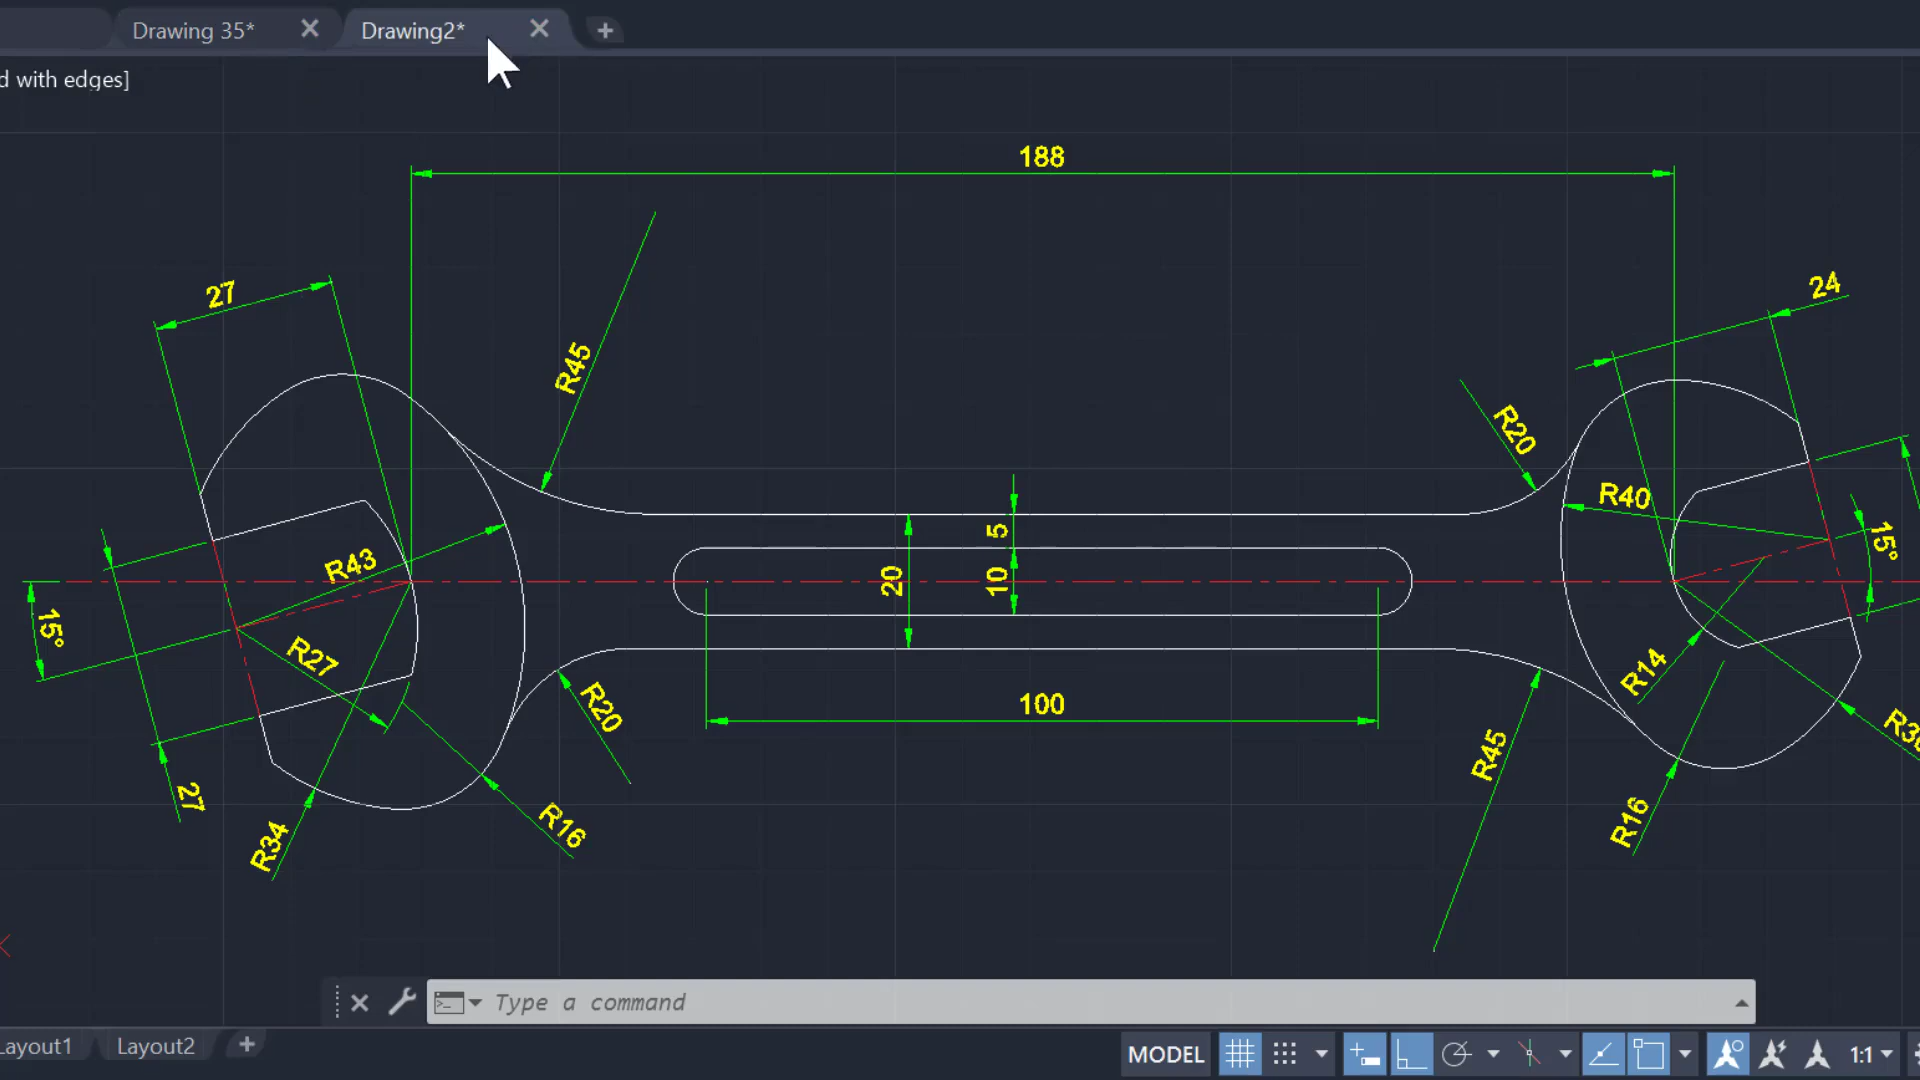 Drawing 35*
Drawing2*
d with edges]
188
27
24
R45
R20
R40
5
15°
R43
20
10
15°
R27
R14
R20
100
R45
27
R34
R16
R16
Type a command
Layout1
Layout2
MODEL
1:1